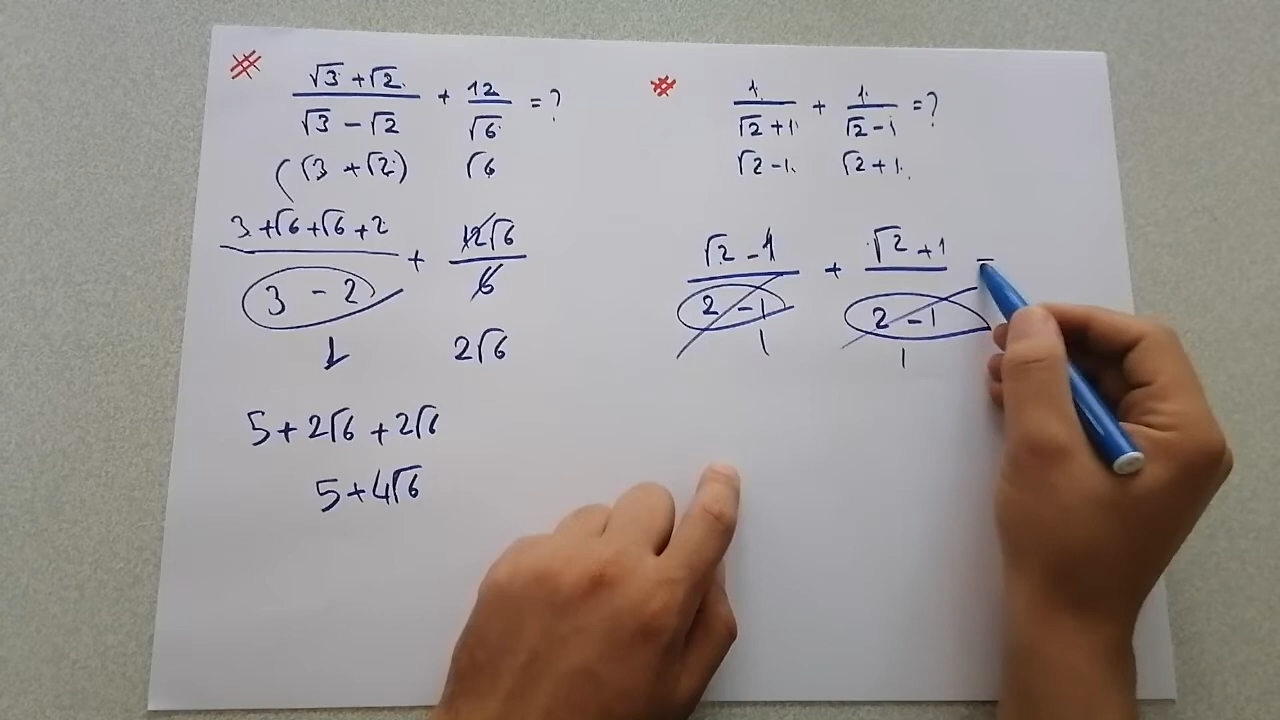 (√3 + √2)/(√3 − √2) + 12/√6 = ?
(√3 + √2) √6
(3 + √6 + √6 + 2)/(3 − 2) + 12√6/6
1 2√6
5 + 2√6 + 2√6
5 + 4√6
1/(√2 + 1) + 1/(√2 − 1) = ?
√2 − 1 √2 + 1
(√2 − 1)/(2 − 1) + (√2 + 1)/(2 − 1) =
1 1